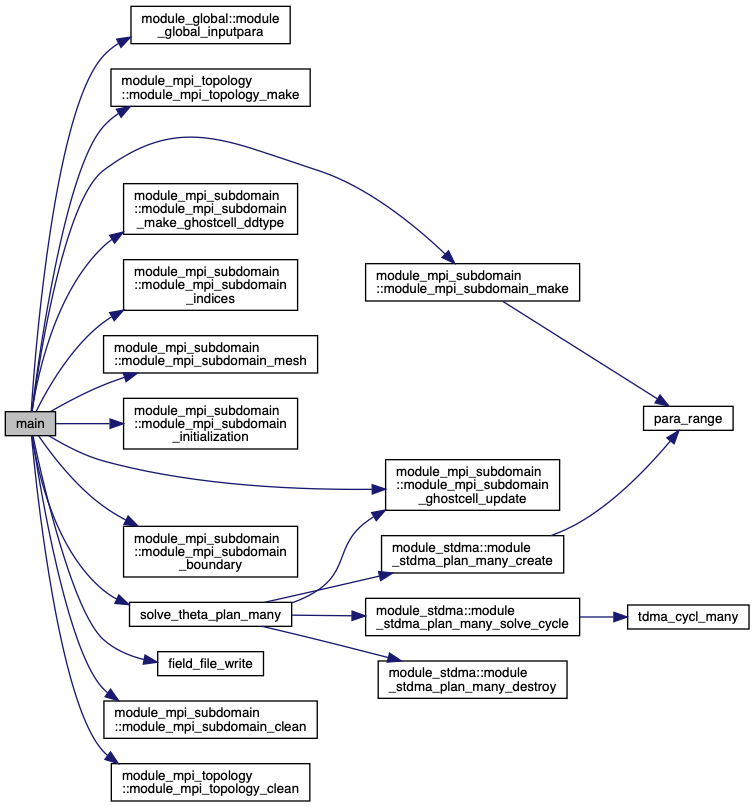 module_global::module
_global_inputpara
module_mpi_topology
::module_mpi_topology_make
module_mpi_subdomain
::module_mpi_subdomain
_make_ghostcell_ddtype
module_mpi_subdomain
::module_mpi_subdomain
_indices
module_mpi_subdomain
::module_mpi_subdomain_make
module_mpi_subdomain
::module_mpi_subdomain_mesh
main
module_mpi_subdomain
::module_mpi_subdomain
_initialization
para_range
module_mpi_subdomain
::module_mpi_subdomain
_ghostcell_update
module_mpi_subdomain
::module_mpi_subdomain
_boundary
module_stdma::module
_stdma_plan_many_create
solve_theta_plan_many
module_stdma::module
_stdma_plan_many_solve_cycle
tdma_cycl_many
field_file_write
module_stdma::module
_stdma_plan_many_destroy
module_mpi_subdomain
::module_mpi_subdomain_clean
module_mpi_topology
::module_mpi_topology_clean